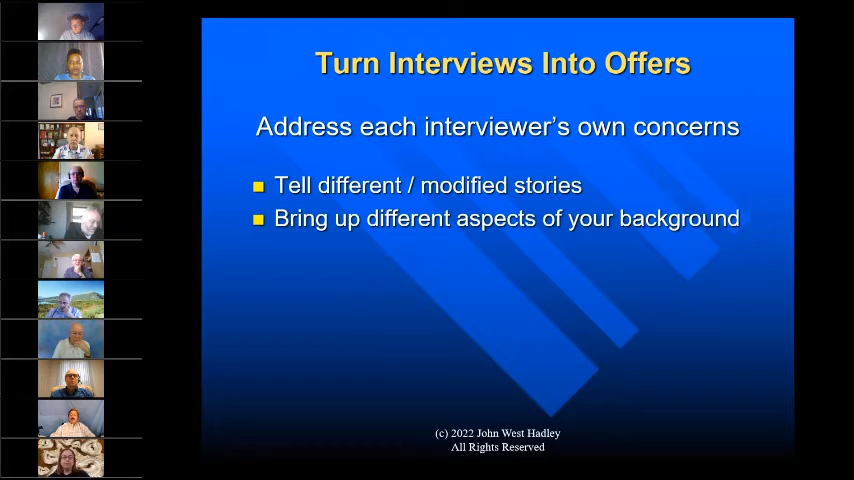 Turn Interviews Into Offers
Address each interviewer's own concerns
Tell different / modified stories
Bring up different aspects of your background
(c) 2022 John West Hadley
All Rights Reserved